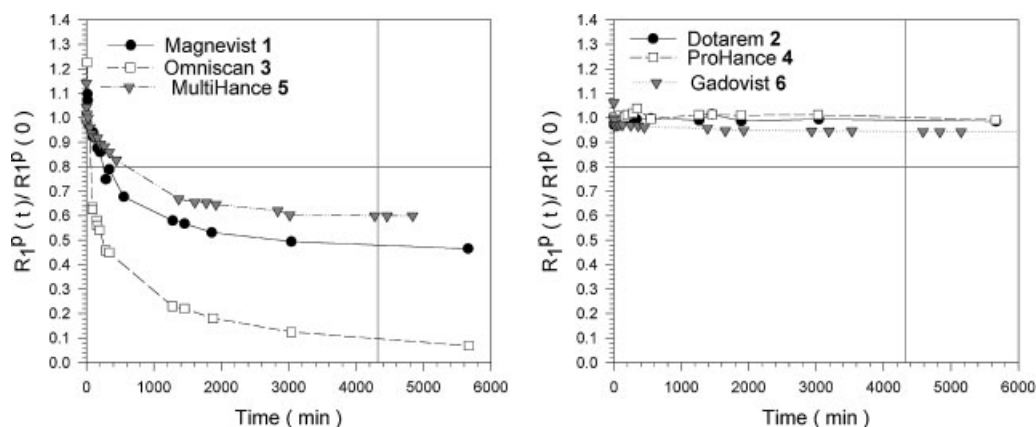 R₁ᵖ (t) / R1ᵖ (0)
1.4
1.3
1.2
1.1
1.0
0.9
0.8
0.7
0.6
0.5
0.4
0.3
0.2
0.1
0.0
Magnevist 1
Omniscan 3
MultiHance 5
0 1000 2000 3000 4000 5000 6000
Time ( min )
R₁ᵖ (t) / R1ᵖ (0)
1.4
1.3
1.2
1.1
1.0
0.9
0.8
0.7
0.6
0.5
0.4
0.3
0.2
0.1
0.0
Dotarem 2
ProHance 4
Gadovist 6
0 1000 2000 3000 4000 5000 6000
Time ( min )